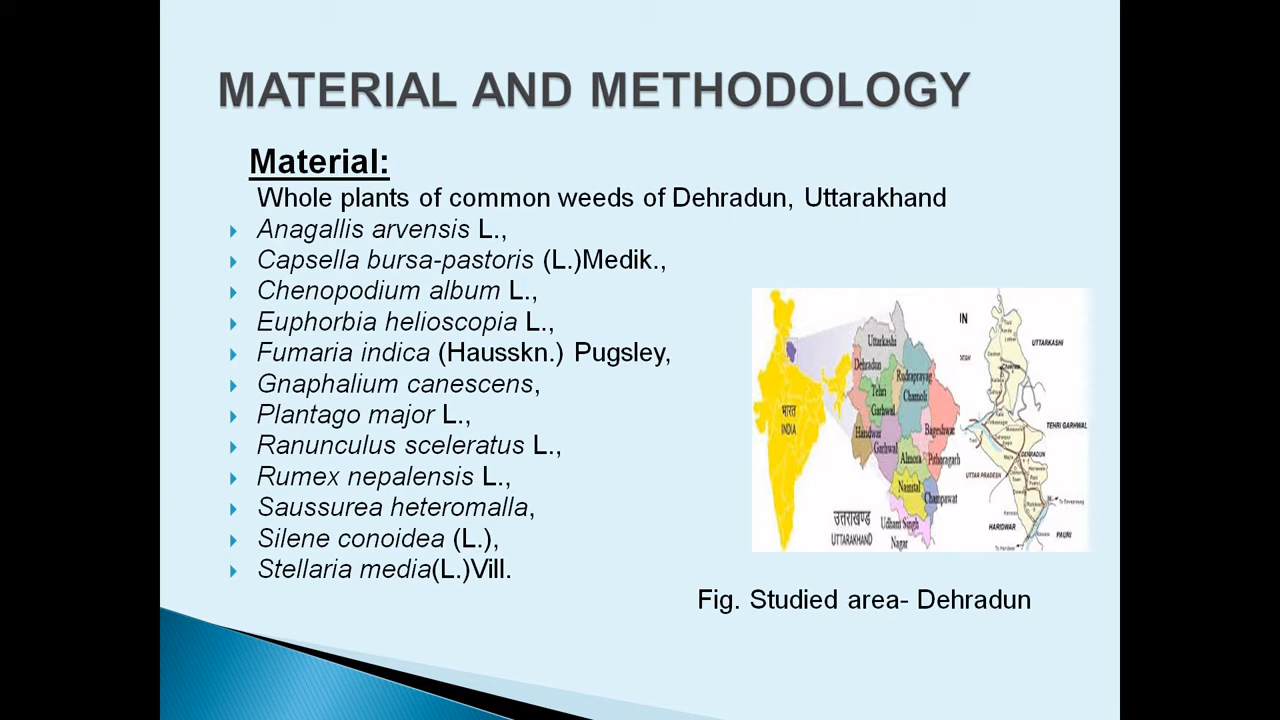 MATERIAL AND METHODOLOGY
Material:
Whole plants of common weeds of Dehradun, Uttarakhand
Anagallis arvensis L.,
Capsella bursa-pastoris (L.)Medik.,
Chenopodium album L.,
Euphorbia helioscopia L.,
Fumaria indica (Hausskn.) Pugsley,
Gnaphalium canescens,
Plantago major L.,
Ranunculus sceleratus L.,
Rumex nepalensis L.,
Saussurea heteromalla,
Silene conoidea (L.),
Stellaria media(L.)Vill.
भारत
INDIA
Uttarkashi
Dehradun
Rudraprayag
Tehri
Garhwal
Chamoli
Haridwar
Garhwal
Bageshwar
Almora
Pithoragarh
Nainital
Champawat
Udham Singh
Nagar
उत्तराखण्ड
UTTARAKHAND
UTTARKASHI
TEHRI GARHWAL
DEHRADUN
UTTAR PRADESH
HARIDWAR
PAURI
Fig. Studied area- Dehradun